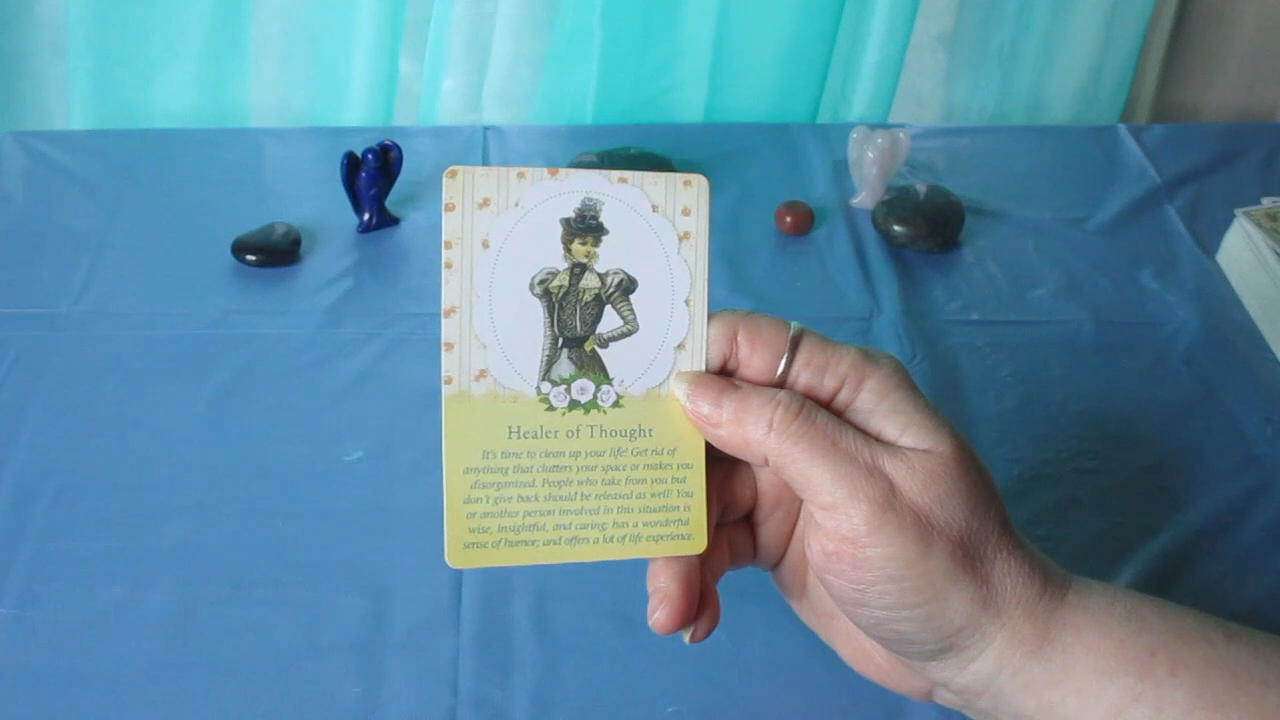 Healer of Thought
It's time to clean up your life! Get rid of
anything that clutters your space or makes you
disorganized. People who take from you but
don't give back should be released as well! You
or another person involved in this situation is
wise, insightful, and caring; has a wonderful
sense of humor; and offers a lot of life experience.